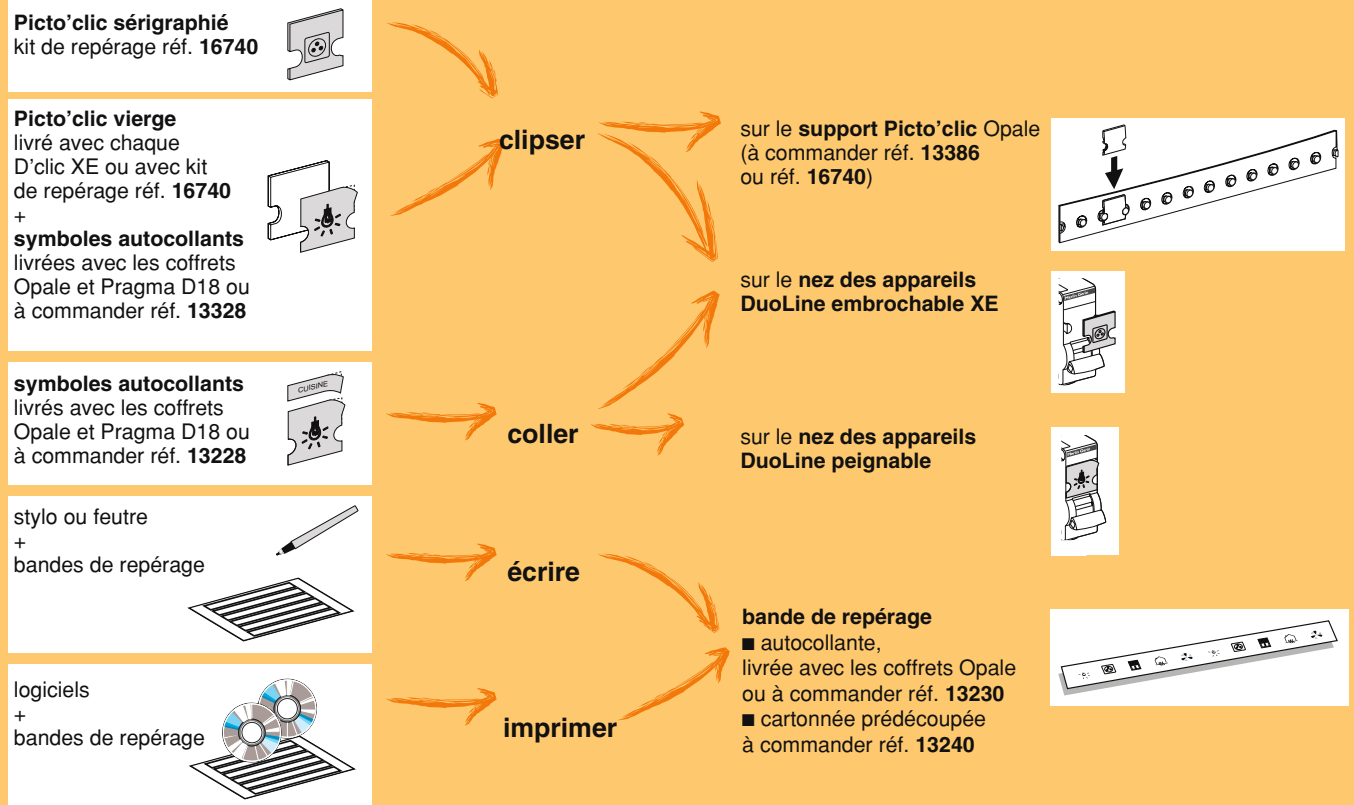 Picto'clic sérigraphié
kit de repérage réf. 16740
Picto'clic vierge
livré avec chaque
D'clic XE ou avec kit
de repérage réf. 16740
+
symboles autocollants
livrées avec les coffrets
Opale et Pragma D18 ou
à commander réf. 13328
symboles autocollants
livrés avec les coffrets
Opale et Pragma D18 ou
à commander réf. 13228
CUISINE
stylo ou feutre
+
bandes de repérage
logiciels
+
bandes de repérage
clipser
coller
écrire
imprimer
sur le support Picto'clic Opale
(à commander réf. 13386
ou réf. 16740)
sur le nez des appareils
DuoLine embrochable XE
sur le nez des appareils
DuoLine peignable
bande de repérage
■ autocollante,
livrée avec les coffrets Opale
ou à commander réf. 13230
■ cartonnée prédécoupée
à commander réf. 13240